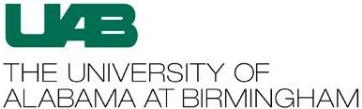 UAB
THE UNIVERSITY OF
ALABAMA AT BIRMINGHAM